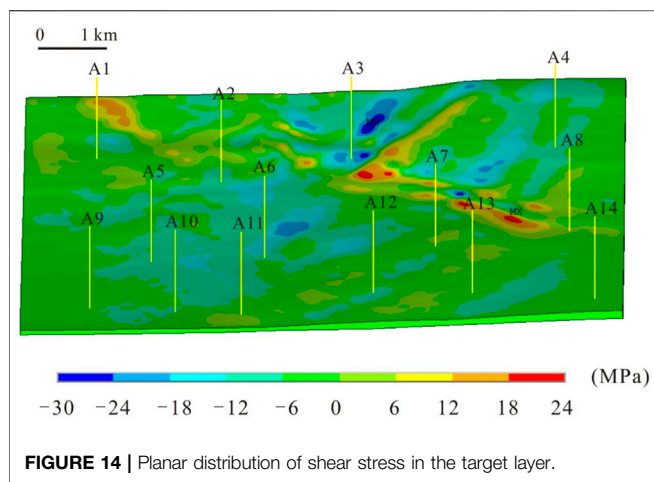 0 1 km
A1
A2
A3
A4
A5
A6
A7
A8
A9
A10
A11
A12
A13
A14
MX
(MPa)
−30 −24 −18 −12 −6 0 6 12 18 24
FIGURE 14 | Planar distribution of shear stress in the target layer.